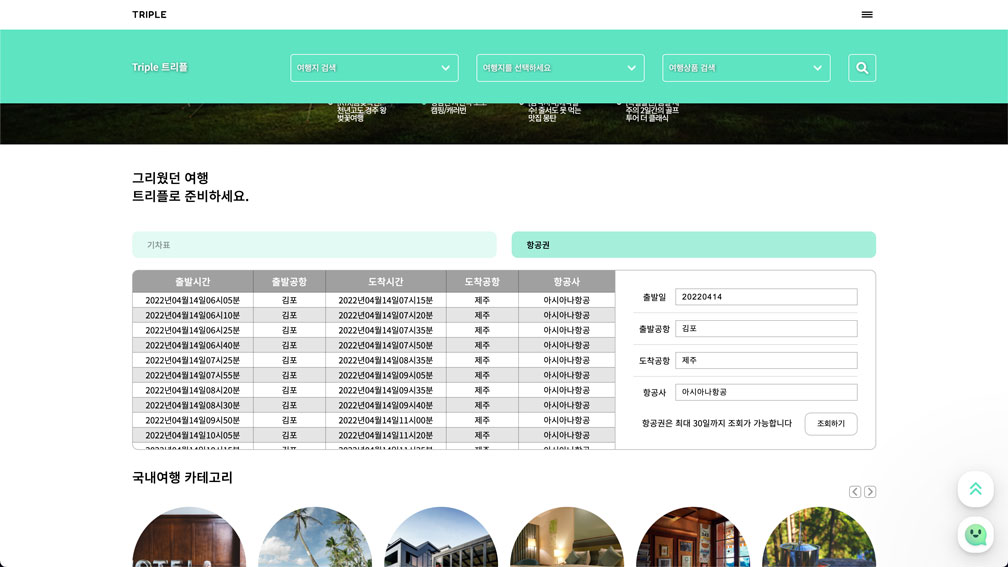 TRIPLE
Triple 트리플
여행지 검색
여행지를 선택하세요
여행상품 검색
천년고도 경주 왕
벚꽃여행
캠핑/캐러번
수! 줄서도 못 먹는
맛집 몽탄
주의 2일간의 골프
투어 더 클래식
그리웠던 여행
트리플로 준비하세요.
기차표
항공권
출발시간 출발공항 도착시간 도착공항 항공사
2022년04월14일06시05분 김포 2022년04월14일07시15분 제주 아시아나항공
2022년04월14일06시10분 김포 2022년04월14일07시20분 제주 아시아나항공
2022년04월14일06시25분 김포 2022년04월14일07시35분 제주 아시아나항공
2022년04월14일06시40분 김포 2022년04월14일07시50분 제주 아시아나항공
2022년04월14일07시25분 김포 2022년04월14일08시35분 제주 아시아나항공
2022년04월14일07시55분 김포 2022년04월14일09시05분 제주 아시아나항공
2022년04월14일08시20분 김포 2022년04월14일09시35분 제주 아시아나항공
2022년04월14일08시30분 김포 2022년04월14일09시40분 제주 아시아나항공
2022년04월14일09시50분 김포 2022년04월14일11시00분 제주 아시아나항공
2022년04월14일10시05분 김포 2022년04월14일11시20분 제주 아시아나항공
출발일 20220414
출발공항 김포
도착공항 제주
항공사 아시아나항공
항공권은 최대 30일까지 조회가 가능합니다
조회하기
국내여행 카테고리